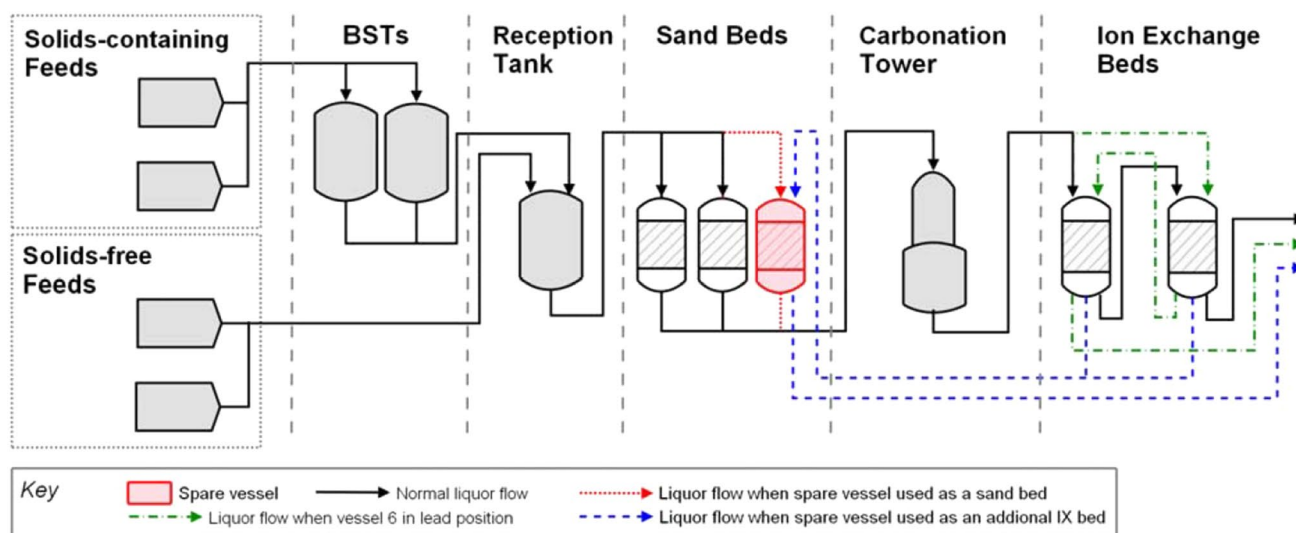 Solids-containing
Feeds
BSTs
Reception
Tank
Sand Beds
Carbonation
Tower
Ion Exchange
Beds
Solids-free
Feeds
Key
Spare vessel
Normal liquor flow
Liquor flow when spare vessel used as a sand bed
Liquor flow when vessel 6 in lead position
Liquor flow when spare vessel used as an addional IX bed